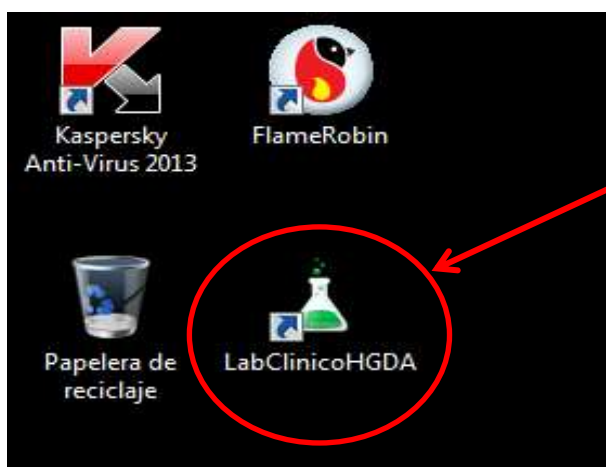 Kaspersky
Anti-Virus 2013
FlameRobin
Papelera de
reciclaje
LabClinicoHGDA